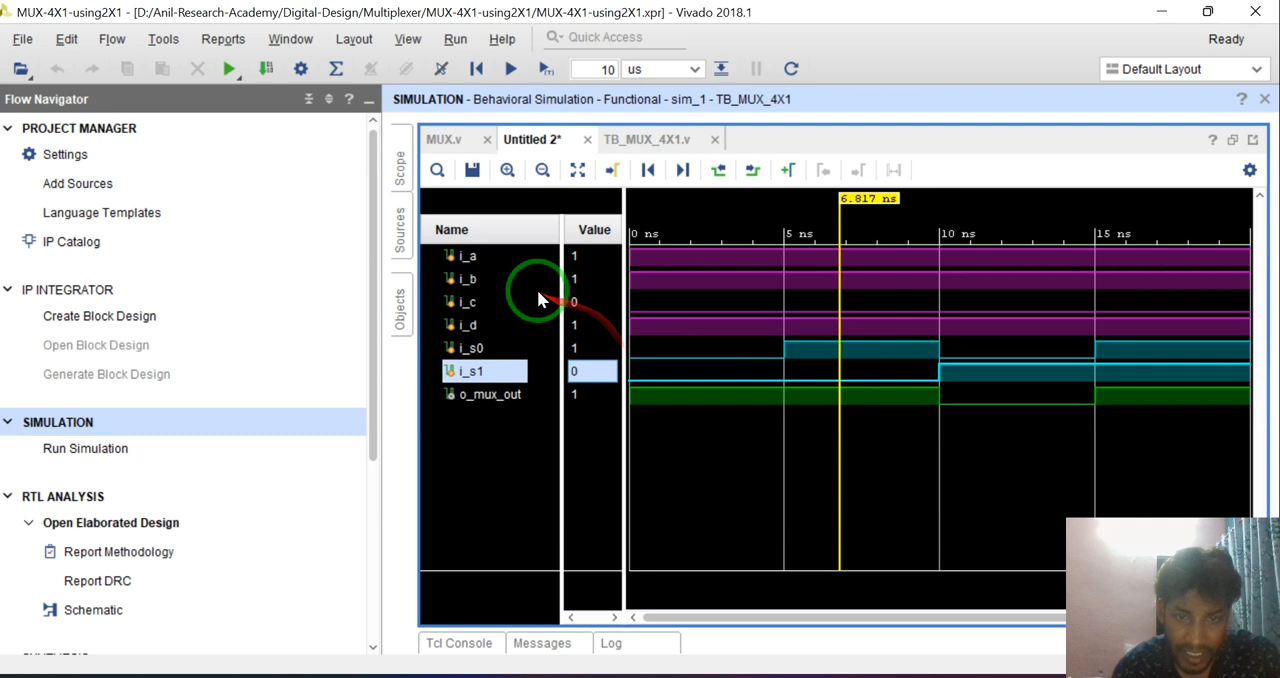 MUX-4X1-using2X1 - [D:/Anil-Research-Academy/Digital-Design/Multiplexer/MUX-4X1-using2X1/MUX-4X1-using2X1.xpr] - Vivado 2018.1
File Edit Flow Tools Reports Window Layout View Run Help Quick Access Ready
10 us Default Layout
Flow Navigator
SIMULATION - Behavioral Simulation - Functional - sim_1 - TB_MUX_4X1
PROJECT MANAGER
Settings
Add Sources
Language Templates
IP Catalog
IP INTEGRATOR
Create Block Design
Open Block Design
Generate Block Design
SIMULATION
Run Simulation
RTL ANALYSIS
Open Elaborated Design
Report Methodology
Report DRC
Schematic
Scope
Sources
Objects
MUX.v Untitled 2* TB_MUX_4X1.v
6.817 ns
Name Value
0 ns 5 ns 10 ns 15 ns
i_a 1
i_b 1
i_c 0
i_d 1
i_s0 1
i_s1 0
o_mux_out 1
Tcl Console Messages Log